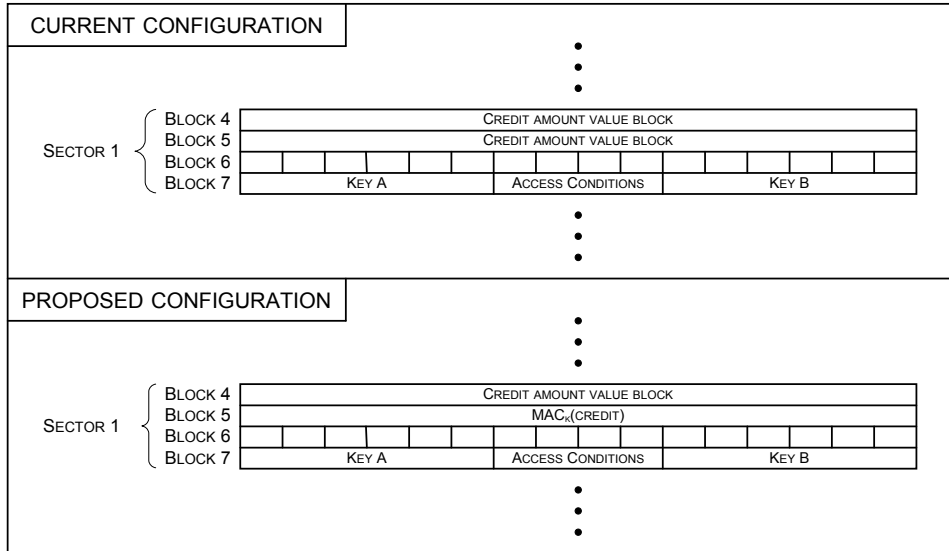 CURRENT CONFIGURATION
SECTOR 1
BLOCK 4 CREDIT AMOUNT VALUE BLOCK
BLOCK 5 CREDIT AMOUNT VALUE BLOCK
BLOCK 6
BLOCK 7 KEY A ACCESS CONDITIONS KEY B
PROPOSED CONFIGURATION
SECTOR 1
BLOCK 4 CREDIT AMOUNT VALUE BLOCK
BLOCK 5 MACK(CREDIT)
BLOCK 6
BLOCK 7 KEY A ACCESS CONDITIONS KEY B